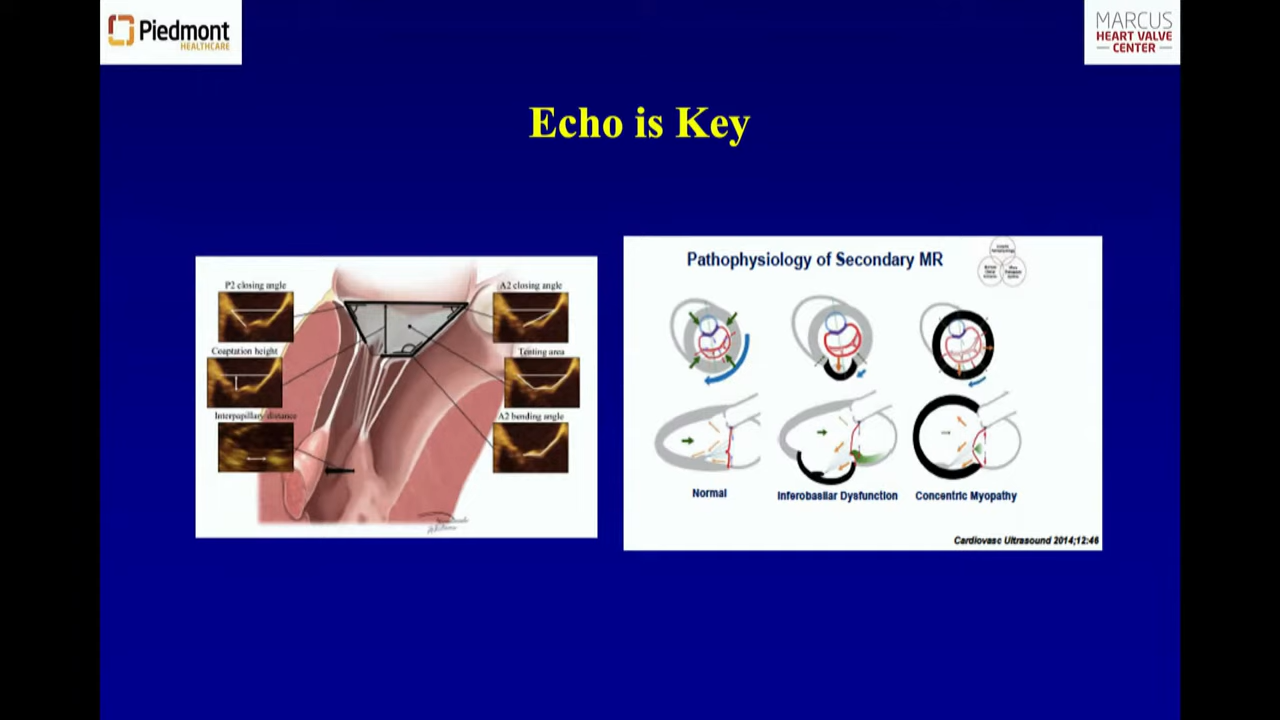 Piedmont
HEALTHCARE
MARCUS
HEART VALVE
CENTER
Echo is Key
P2 closing angle
A2 closing angle
Coaptation height
Tenting area
Interpapillary distance
A2 bending angle
Pathophysiology of Secondary MR
Normal
Inferobasilar Dysfunction
Concentric Myopathy
Cardiovasc Ultrasound 2014;12:46